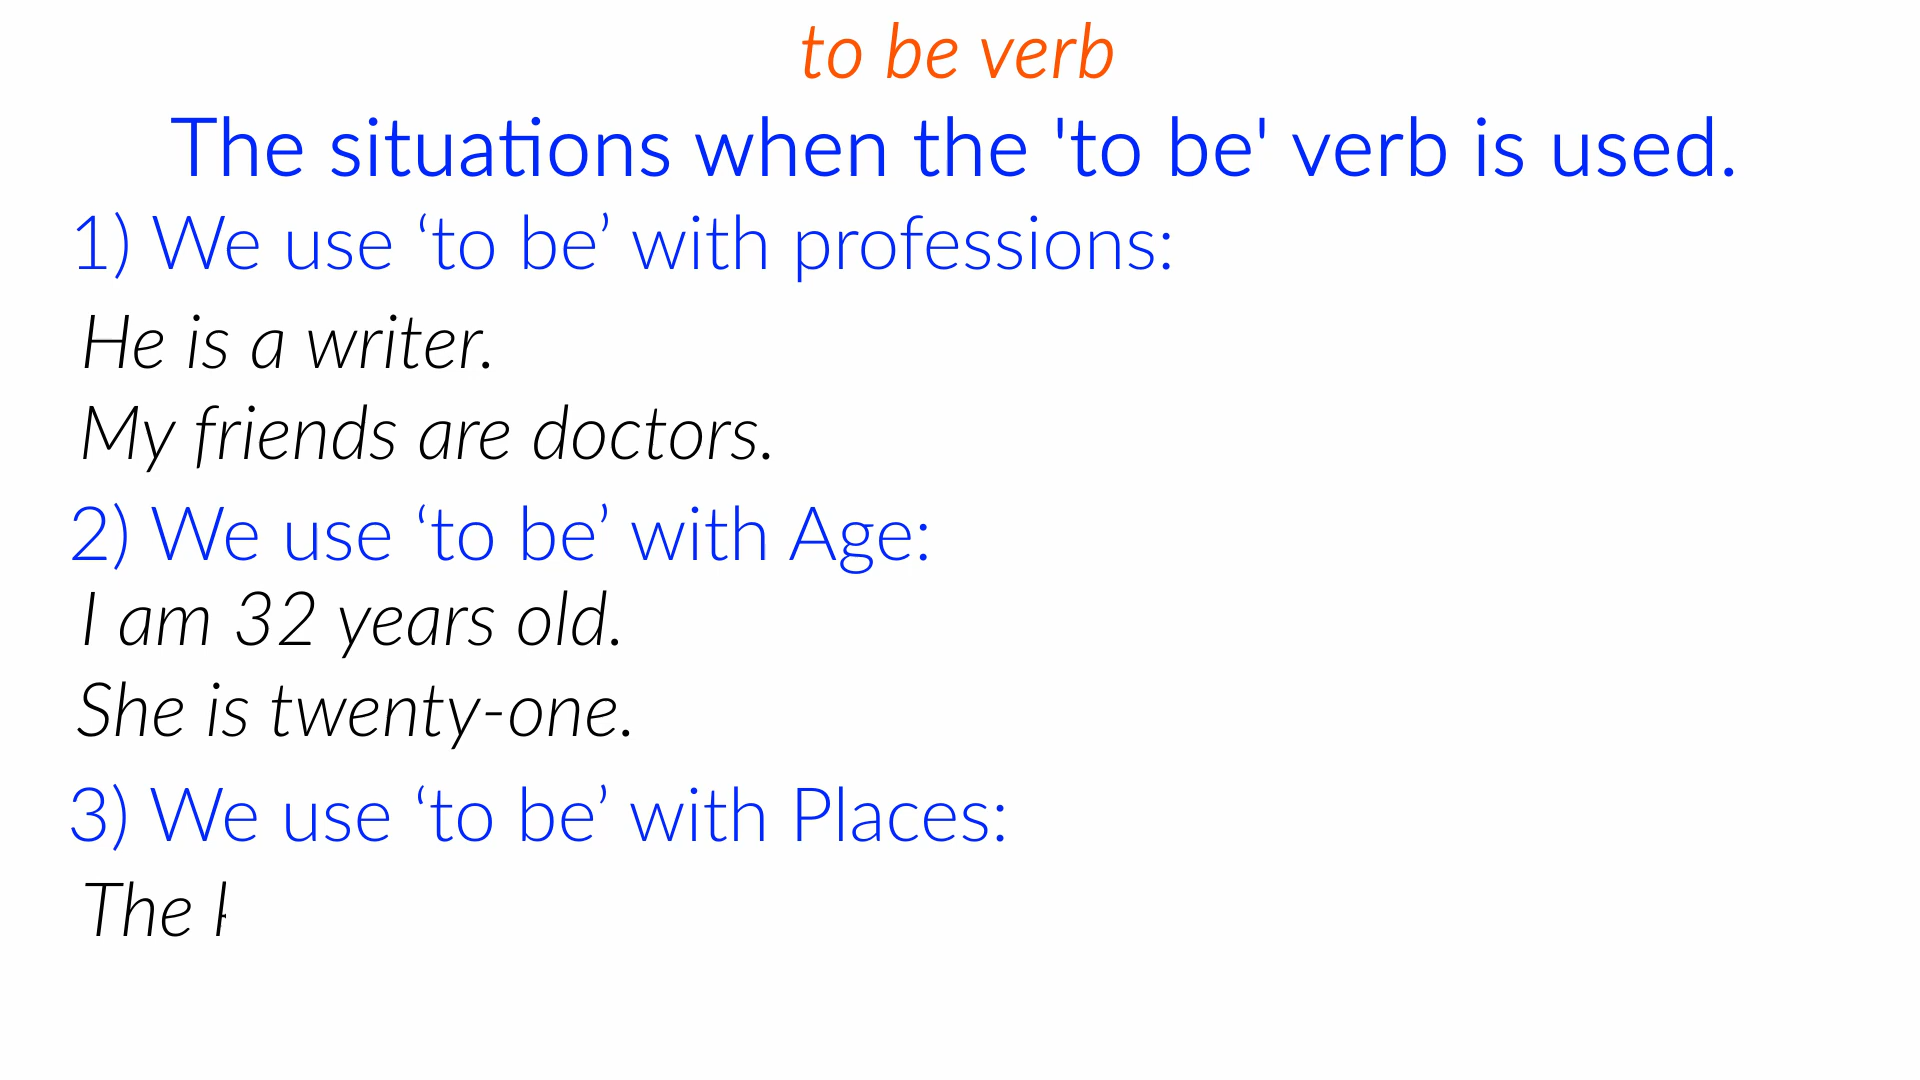 to be verb
The situations when the 'to be' verb is used.
1) We use ‘to be’ with professions:
He is a writer.
My friends are doctors.
2) We use ‘to be’ with Age:
I am 32 years old.
She is twenty-one.
3) We use ‘to be’ with Places:
The